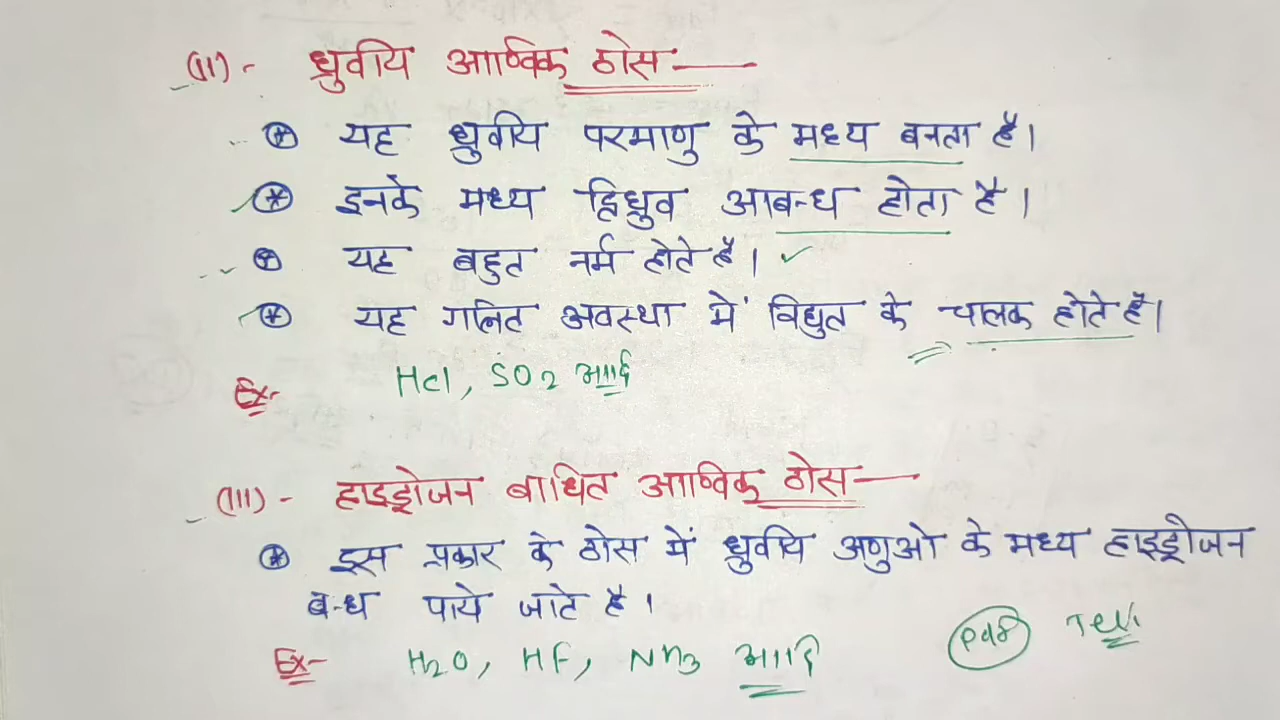 (II)- ध्रुवीय आण्विक ठोस —
* यह ध्रुवीय परमाणु के मध्य बनता है।
* इनके मध्य द्विध्रुव आबन्ध होता है।
* यह बहुत नर्म होते है।
* यह गलित अवस्था में विद्युत के चालक होते है।
Ex- HCl, SO2 आदि
(III)- हाइड्रोजन बाधित आण्विक ठोस —
* इस प्रकार के ठोस में ध्रुवीय अणुओ के मध्य हाइड्रोजन
बन्ध पाये जाते है।
Ex- H2O, HF, NH3 आदि
Pdf